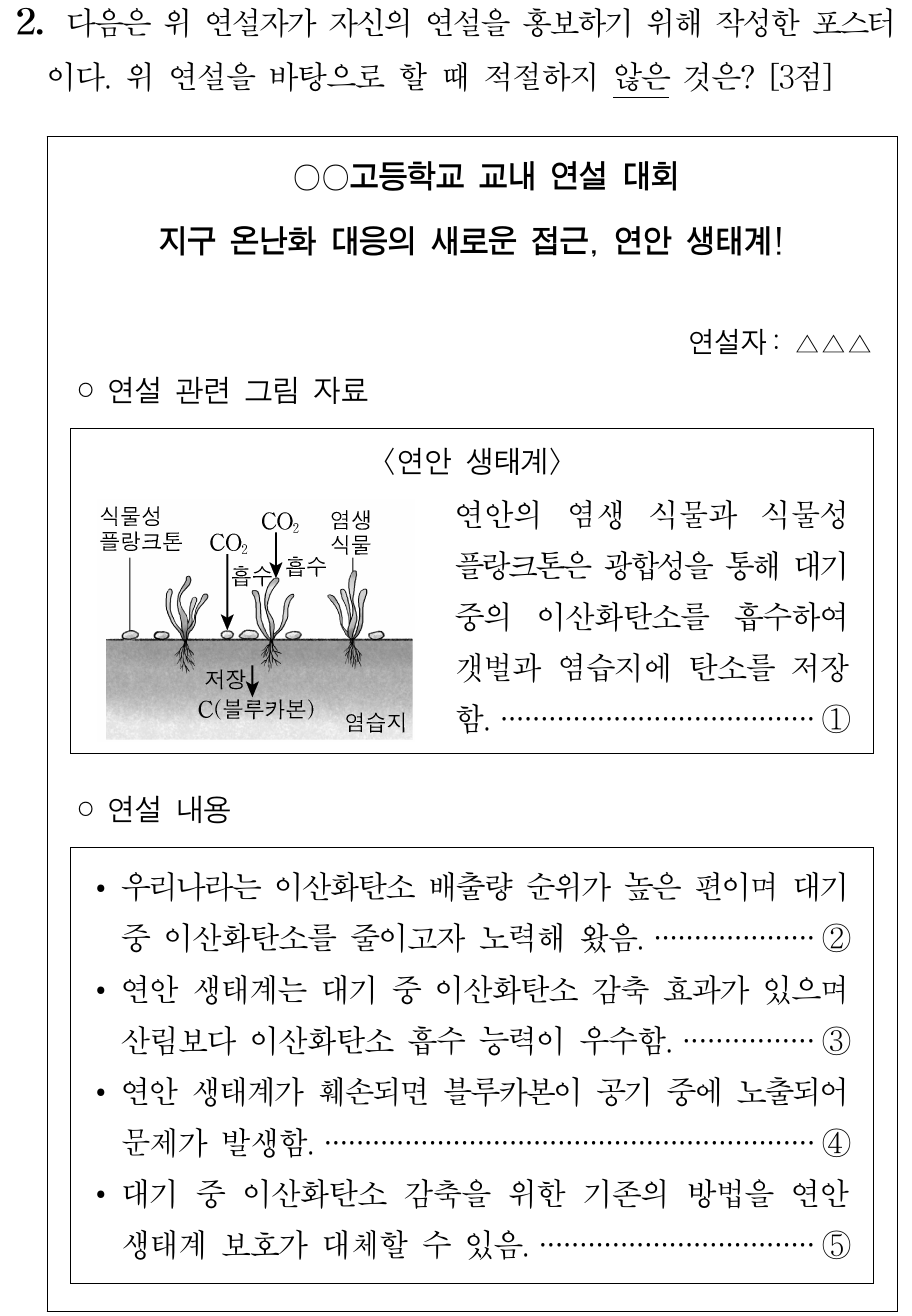 2. 다음은 위 연설자가 자신의 연설을 홍보하기 위해 작성한 포스터
이다. 위 연설을 바탕으로 할 때 적절하지 않은 것은? [3점]
○○고등학교 교내 연설 대회
지구 온난화 대응의 새로운 접근, 연안 생태계!
연설자: △△△
○ 연설 관련 그림 자료
〈연안 생태계〉
식물성
플랑크톤
CO₂
CO₂
염생
식물
흡수
흡수
저장
C(블루카본)
염습지
연안의 염생 식물과 식물성
플랑크톤은 광합성을 통해 대기
중의 이산화탄소를 흡수하여
갯벌과 염습지에 탄소를 저장
함. ······································ ①
○ 연설 내용
• 우리나라는 이산화탄소 배출량 순위가 높은 편이며 대기
중 이산화탄소를 줄이고자 노력해 왔음. ···················· ②
• 연안 생태계는 대기 중 이산화탄소 감축 효과가 있으며
산림보다 이산화탄소 흡수 능력이 우수함. ················ ③
• 연안 생태계가 훼손되면 블루카본이 공기 중에 노출되어
문제가 발생함. ···························································· ④
• 대기 중 이산화탄소 감축을 위한 기존의 방법을 연안
생태계 보호가 대체할 수 있음. ·································· ⑤